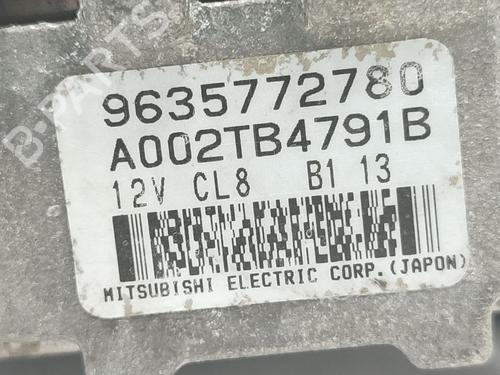 B-PARTS
9635772780
A002TB4791B
12V CL8 B1 13
MITSUBISHI ELECTRIC CORP.(JAPON)